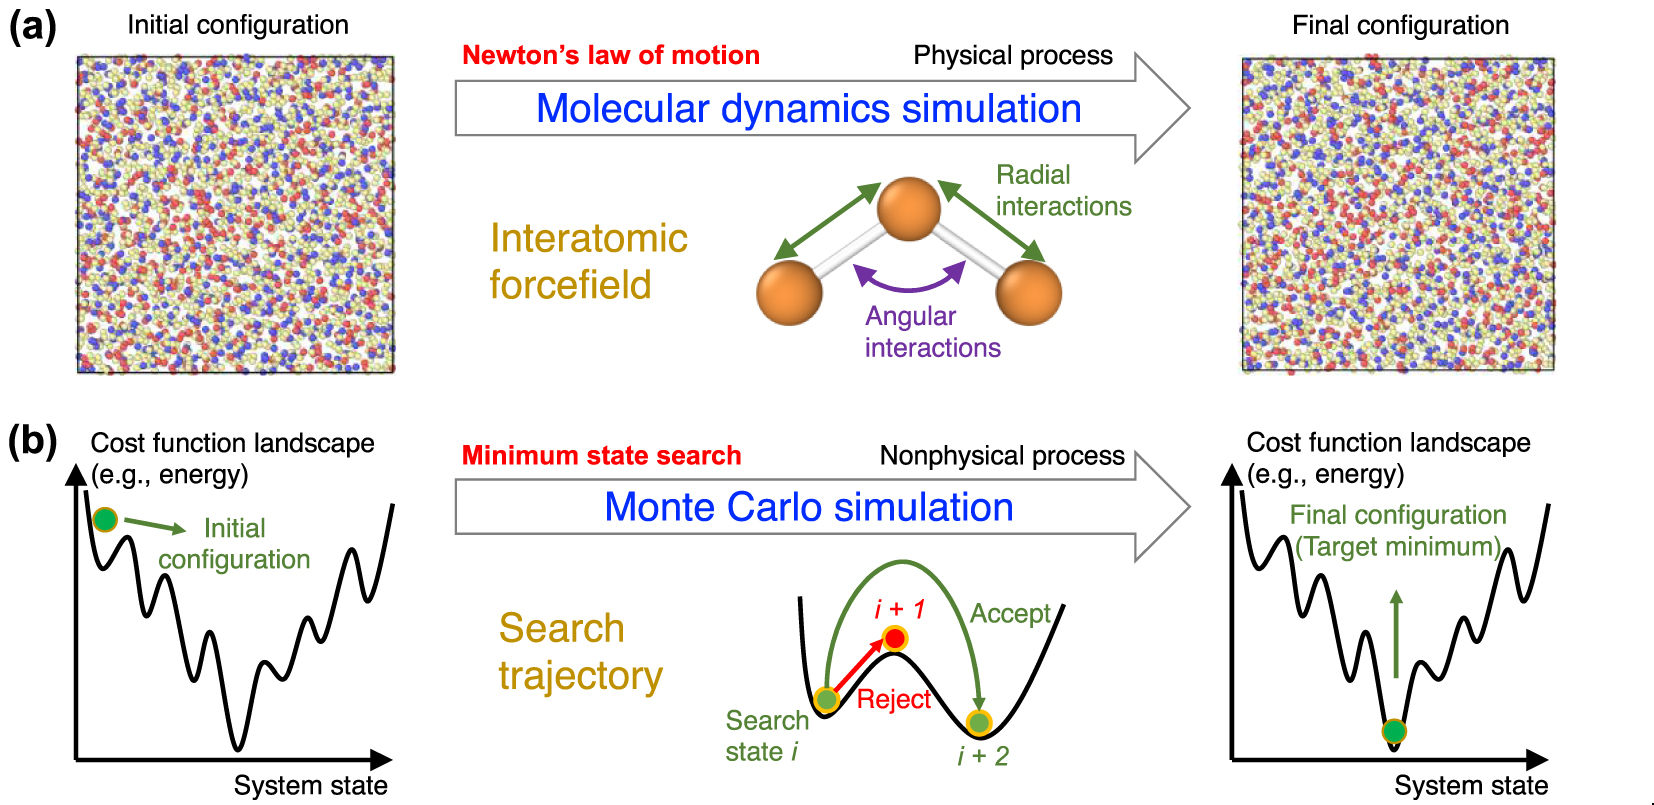 (a)
Initial configuration
Newton's law of motion
Physical process
Molecular dynamics simulation
Final configuration
Interatomic
forcefield
Radial
interactions
Angular
interactions
(b)
Cost function landscape
(e.g., energy)
Initial
configuration
System state
Minimum state search
Nonphysical process
Monte Carlo simulation
Search
trajectory
i + 1
Accept
Reject
Search
state i
i + 2
Cost function landscape
(e.g., energy)
Final configuration
(Target minimum)
System state